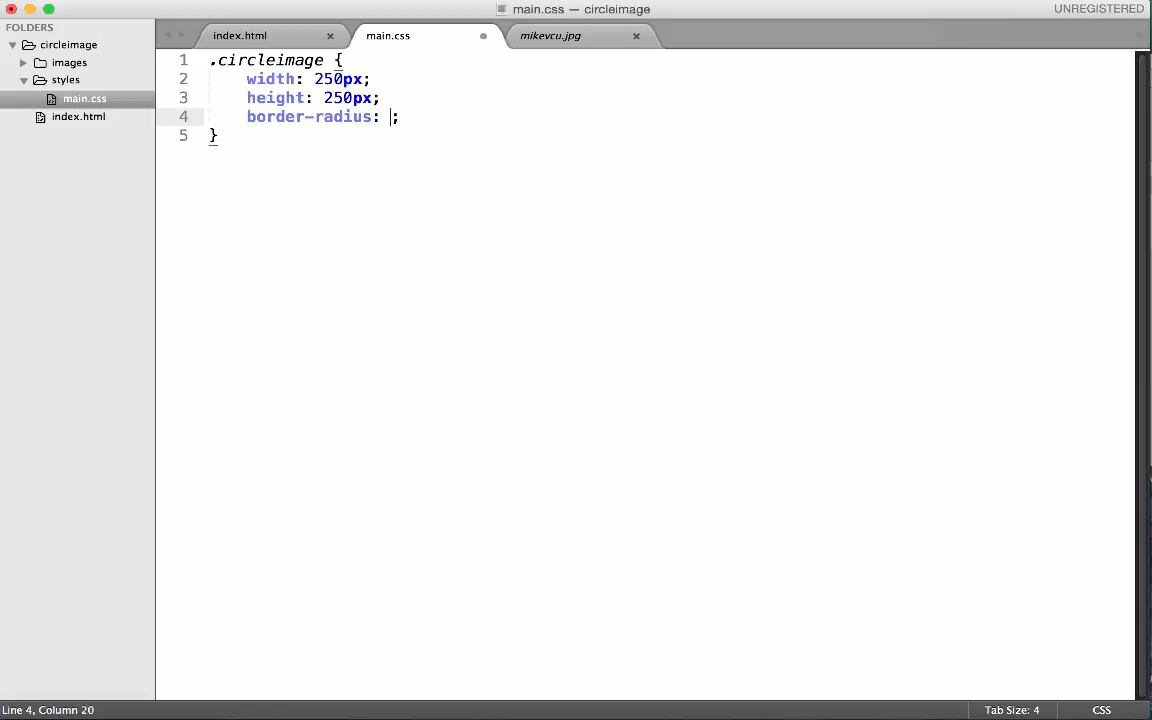 main.css — circleimage
UNREGISTERED
FOLDERS
circleimage
images
styles
main.css
index.html
index.html
main.css
mikevcu.jpg
1 .circleimage {
2 width: 250px;
3 height: 250px;
4 border-radius: ;
5 }
Line 4, Column 20
Tab Size: 4
CSS